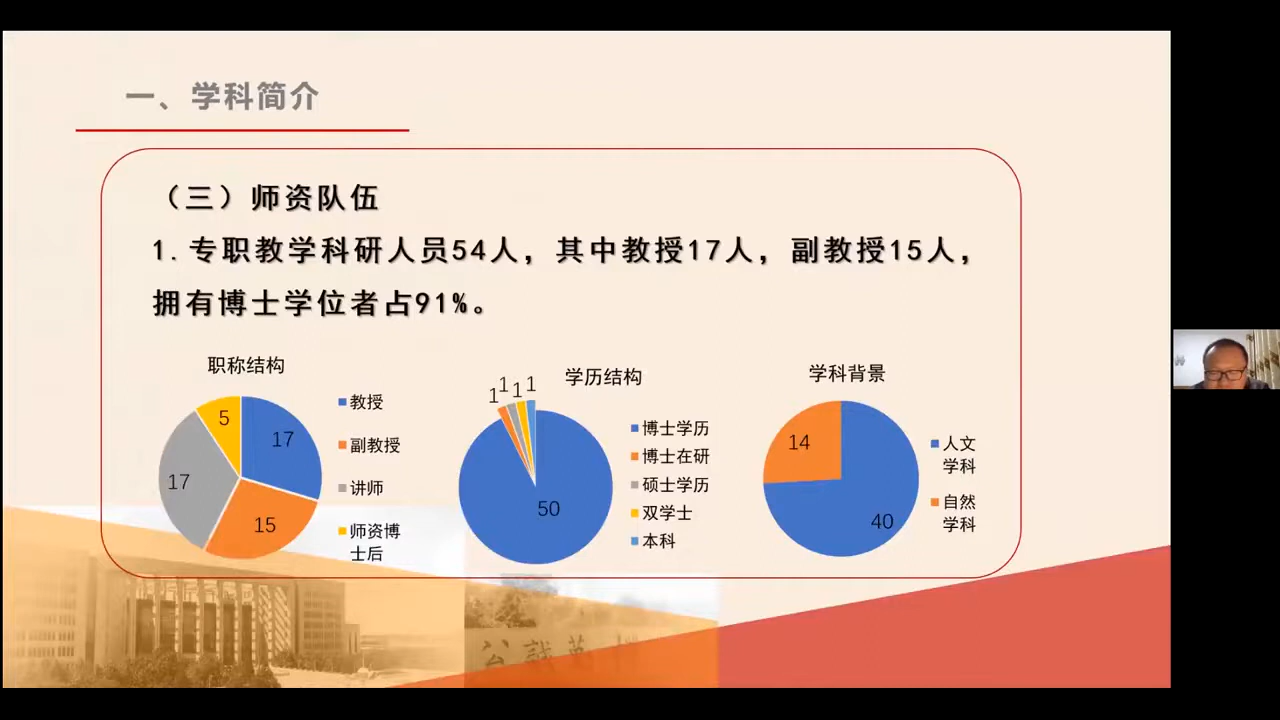 一、学科简介
（三）师资队伍
1.专职教学科研人员54人，其中教授17人，副教授15人，
拥有博士学位者占91%。
职称结构
5
17
17
15
教授
副教授
讲师
师资博
士后
学历结构
1
1
1
1
50
博士学历
博士在研
硕士学历
双学士
本科
学科背景
14
40
人文
学科
自然
学科